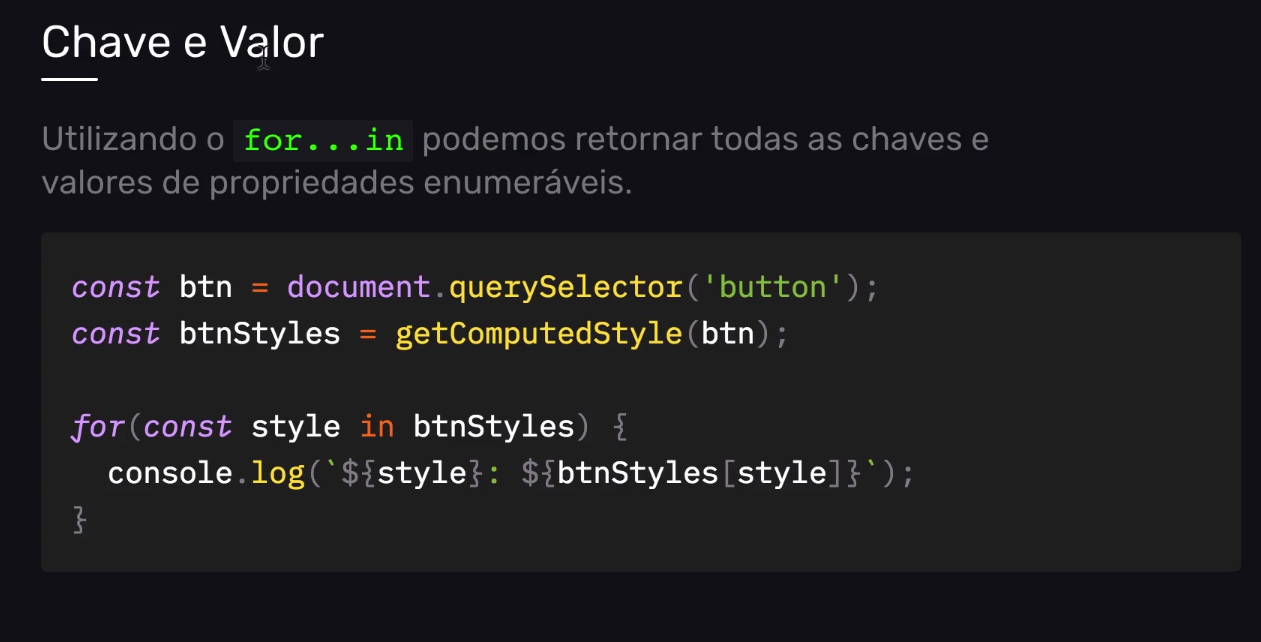 Chave e Valor
Utilizando o for...in podemos retornar todas as chaves e
valores de propriedades enumeráveis.
const btn = document.querySelector('button');
const btnStyles = getComputedStyle(btn);
for(const style in btnStyles) {
  console.log(`${style}: ${btnStyles[style]}`);
}